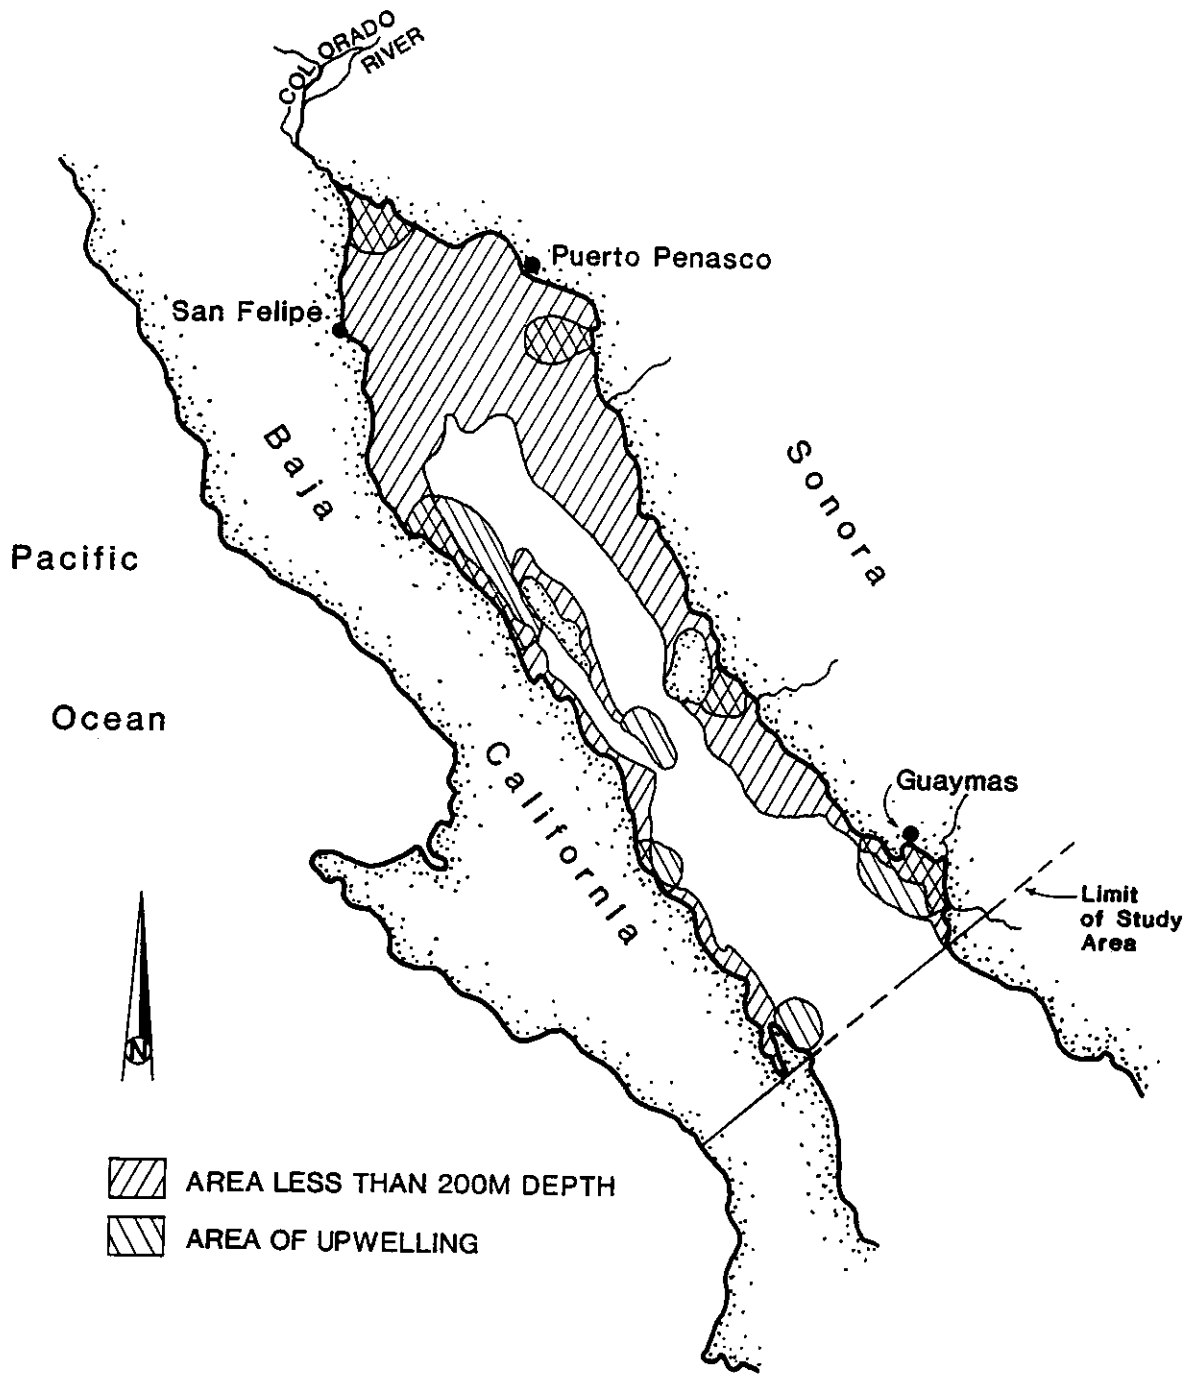 COLORADO
RIVER
Puerto Penasco
San Felipe
Baja
Sonora
Pacific
Ocean
California
Guaymas
Limit
of Study
Area
N
AREA LESS THAN 200M DEPTH
AREA OF UPWELLING